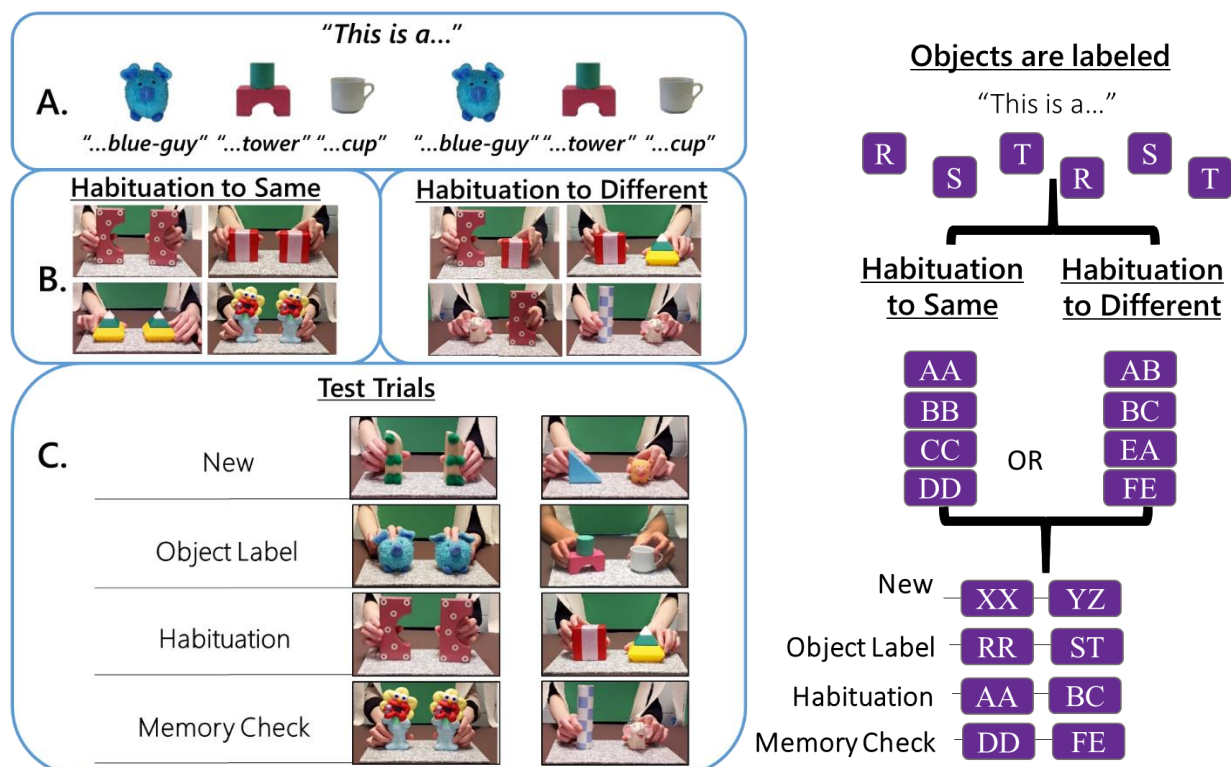 “This is a...”
A.
“...blue-guy” “...tower” “...cup” “...blue-guy” “...tower” “...cup”
Habituation to Same
Habituation to Different
B.
Test Trials
C.
New
Object Label
Habituation
Memory Check
Objects are labeled
“This is a...”
R
S
T
R
S
T
Habituation
to Same
Habituation
to Different
AA
BB
CC
DD
OR
AB
BC
EA
FE
New
XX
YZ
Object Label
RR
ST
Habituation
AA
BC
Memory Check
DD
FE